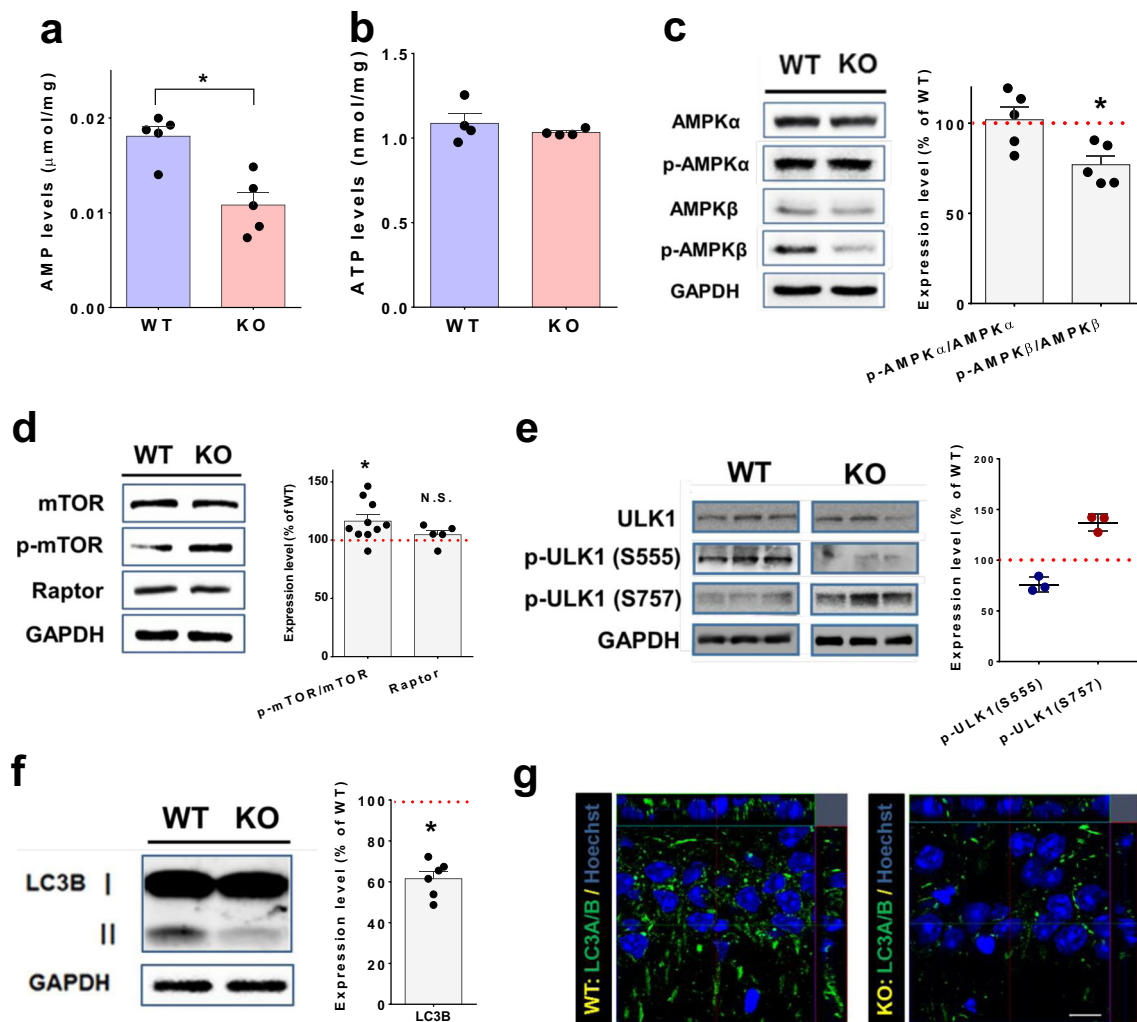 a
AMP levels (μmol/mg)
0.02
0.01
0.00
*
WT KO
b
ATP levels (nmol/mg)
1.5
1.0
0.5
0.0
WT KO
c
WT KO
AMPKα
p-AMPKα
AMPKβ
p-AMPKβ
GAPDH
Expression level (% of WT)
100
50
0
*
p-AMPKα/AMPKα
p-AMPKβ/AMPKβ
d
WT KO
mTOR
p-mTOR
Raptor
GAPDH
Expression level (% of WT)
150
100
50
0
*
N.S.
p-mTOR/mTOR
Raptor
e
WT KO
ULK1
p-ULK1 (S555)
p-ULK1 (S757)
GAPDH
Expression level (% of WT)
200
150
100
50
0
p-ULK1(S555)
p-ULK1(S757)
f
WT KO
LC3B I
II
GAPDH
Expression level (% of WT)
100
80
60
40
20
0
*
LC3B
g
WT: LC3A/B / Hoechst
KO: LC3A/B / Hoechst